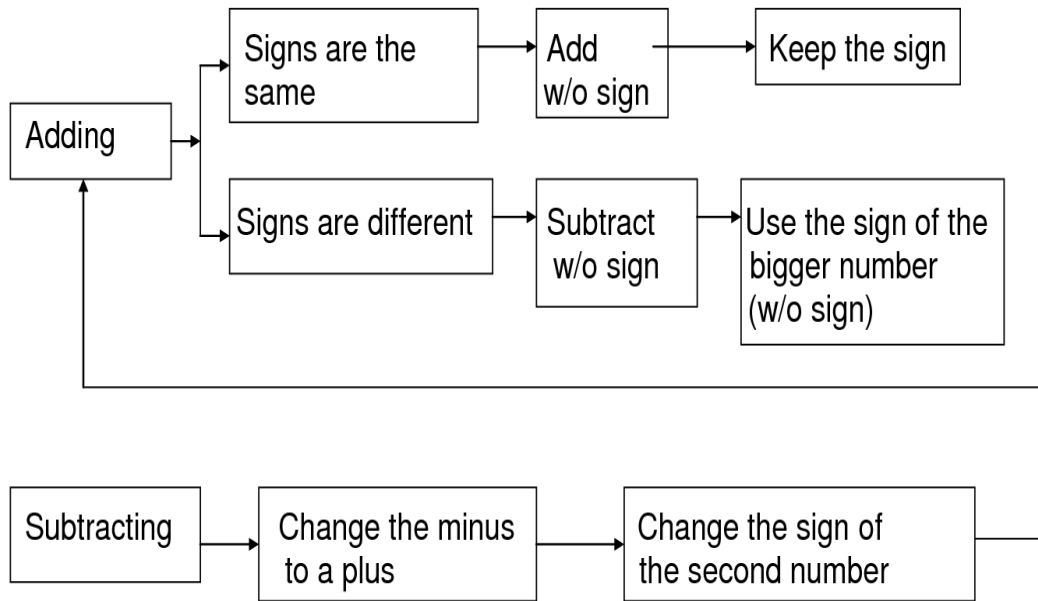 Signs are the
same
Add
w/o sign
Keep the sign
Adding
Signs are different
Subtract
w/o sign
Use the sign of the
bigger number
(w/o sign)
Subtracting
Change the minus
to a plus
Change the sign of
the second number